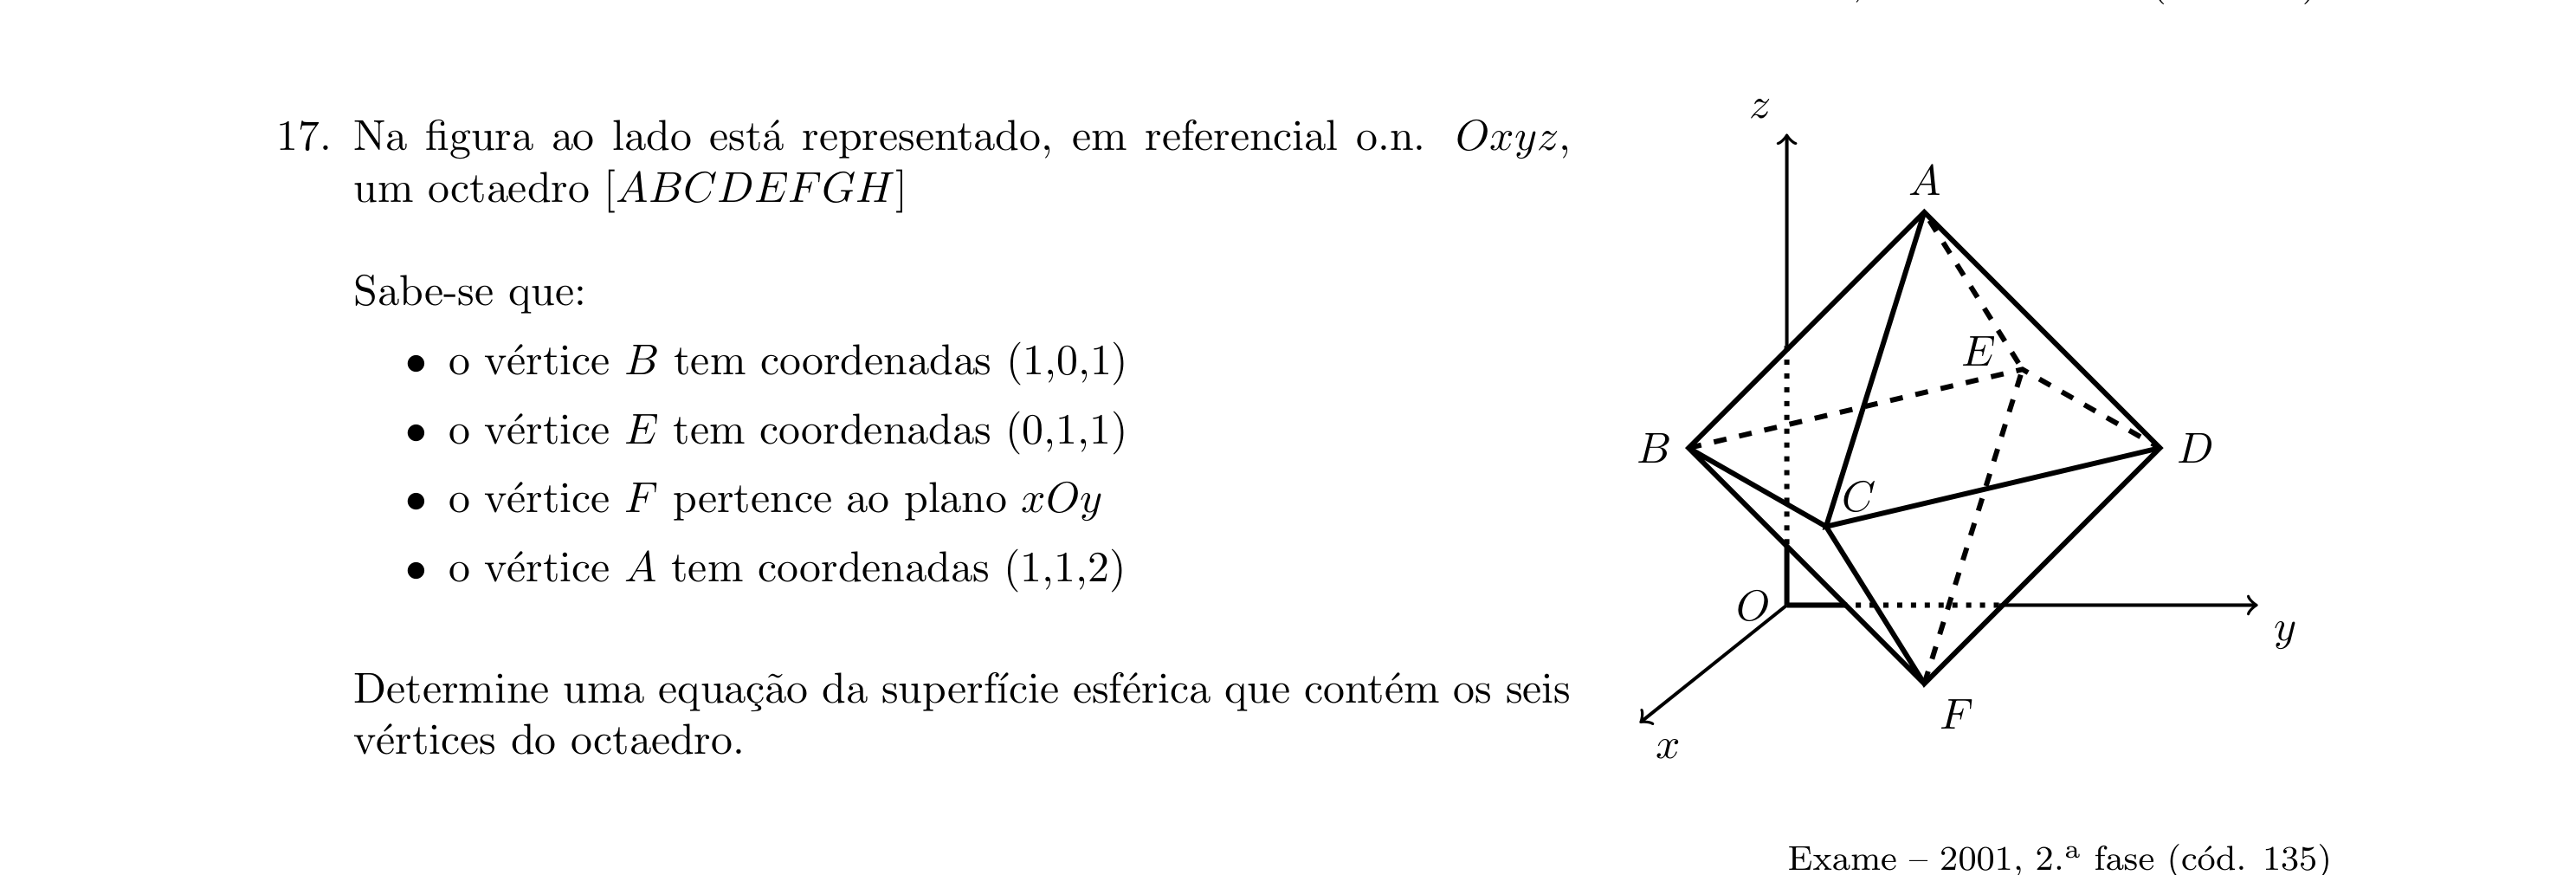 17. Na figura ao lado está representado, em referencial o.n. Oxyz,
um octaedro [ABCDEFGH]
Sabe-se que:
• o vértice B tem coordenadas (1,0,1)
• o vértice E tem coordenadas (0,1,1)
• o vértice F pertence ao plano xOy
• o vértice A tem coordenadas (1,1,2)
Determine uma equação da superfície esférica que contém os seis
vértices do octaedro.
z
A
E
B
D
C
O
y
F
x
Exame – 2001, 2.ª fase (cód. 135)